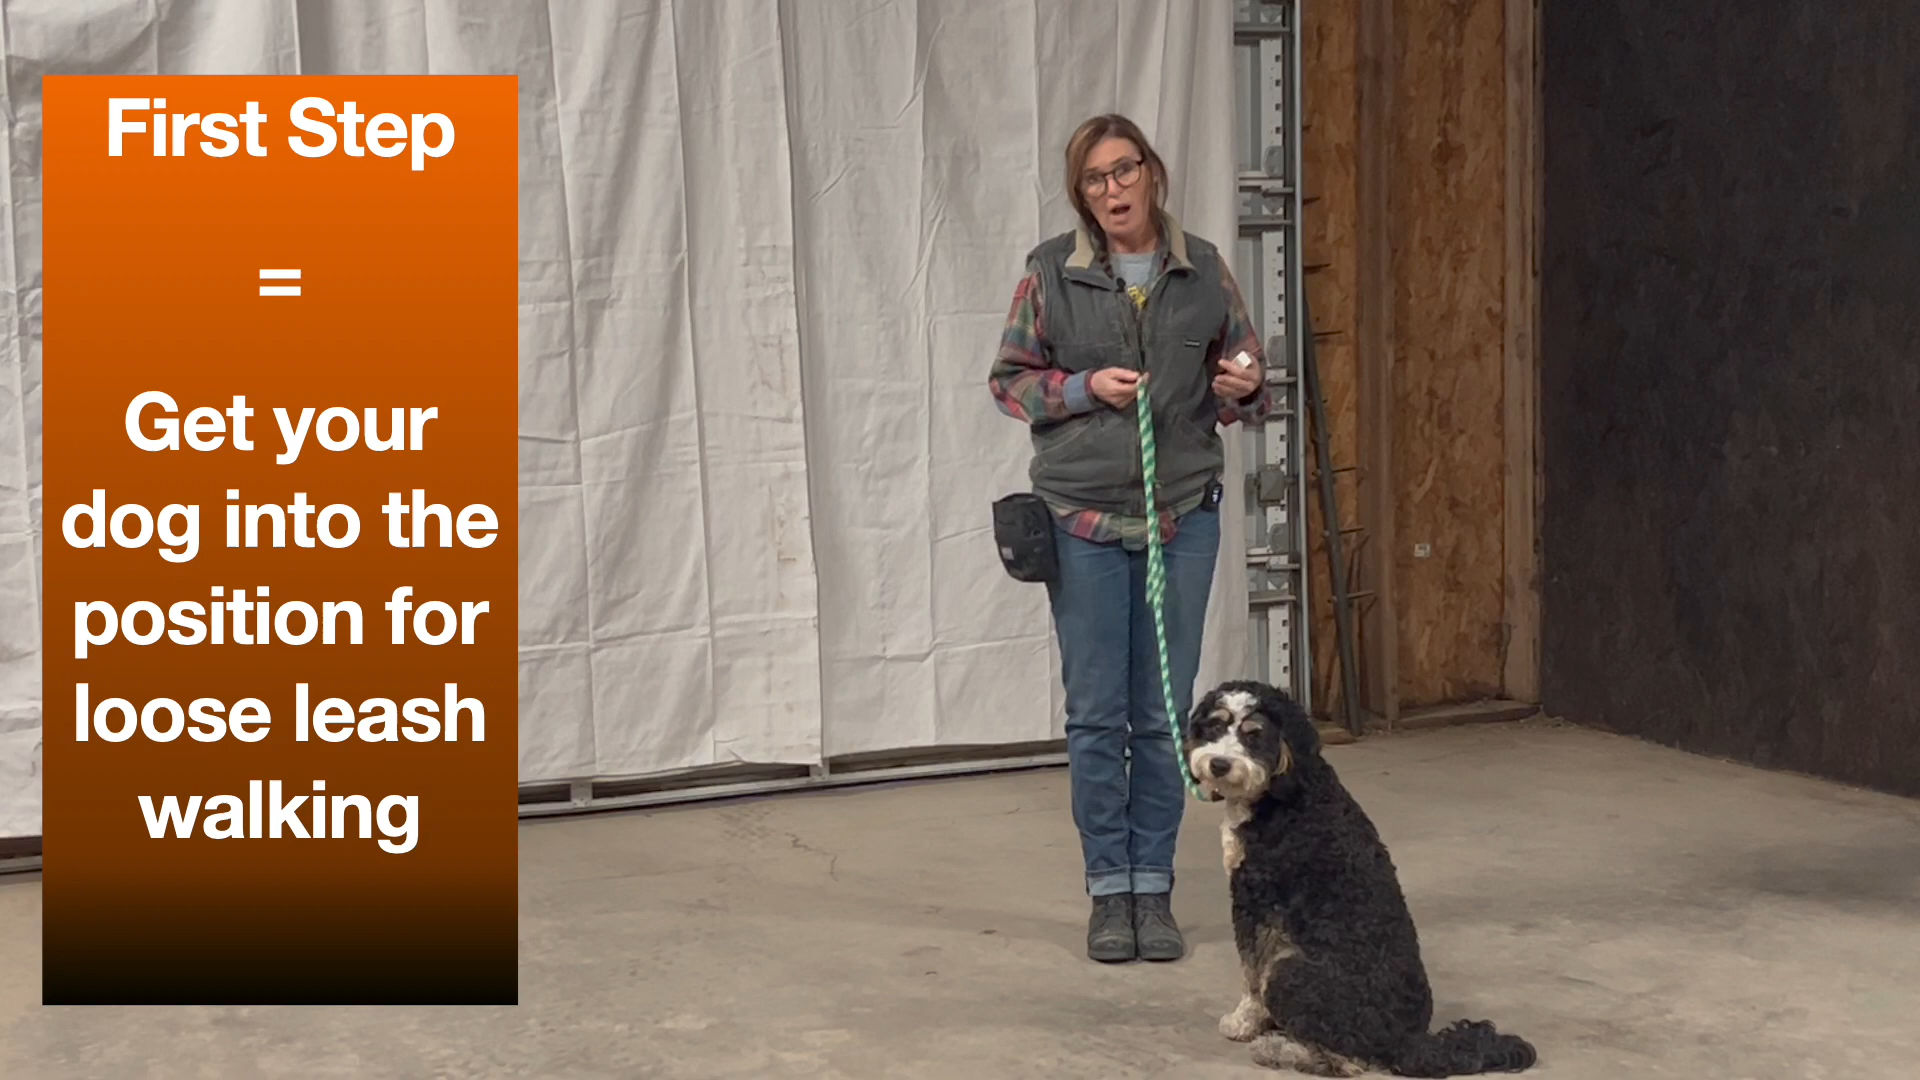 First Step
=
Get your
dog into the
position for
loose leash
walking